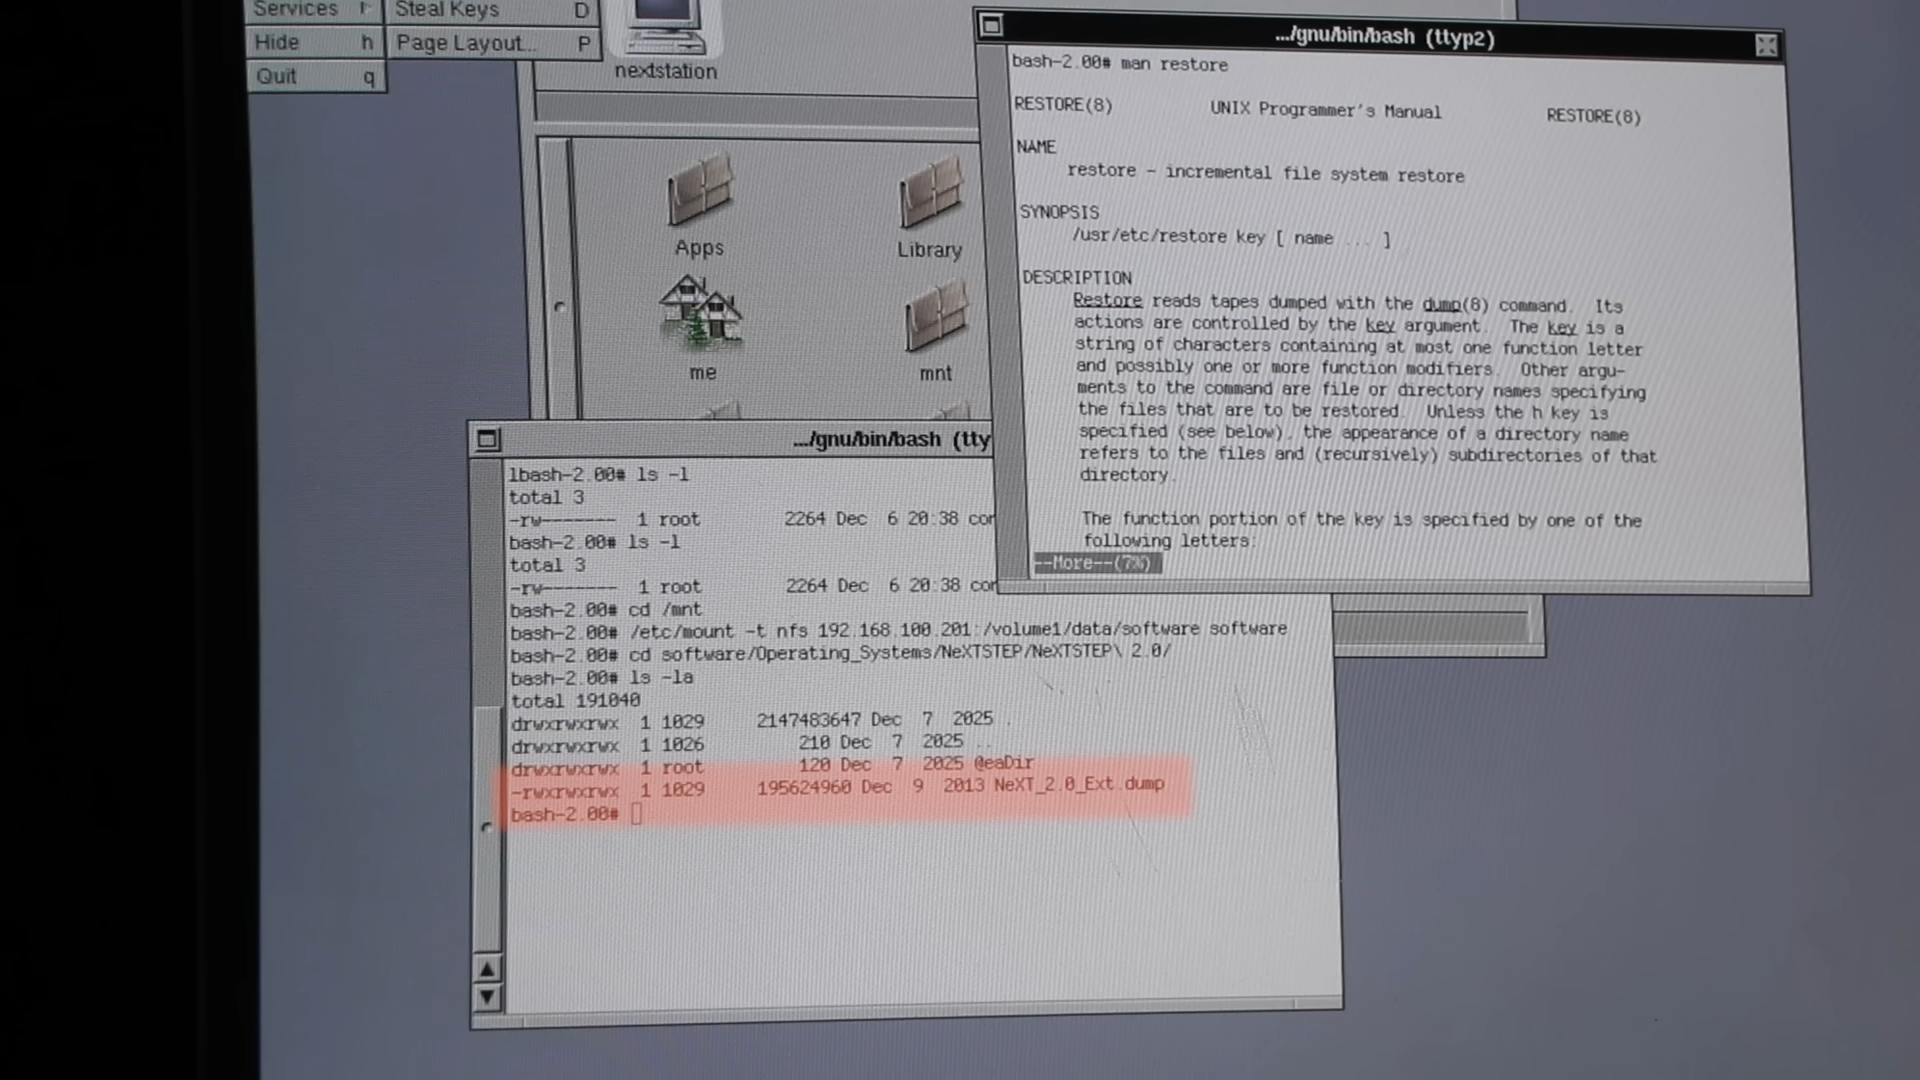 Services r
Hide h
Quit q
Steal Keys D
Page Layout... P
nextstation
Apps
Library
me
mnt
.../gnu/bin/bash (ttyp2)
bash-2.00# man restore
RESTORE(8) UNIX Programmer's Manual RESTORE(8)
NAME
restore - incremental file system restore
SYNOPSIS
/usr/etc/restore key [ name ... ]
DESCRIPTION
Restore reads tapes dumped with the dump(8) command. Its
actions are controlled by the key argument. The key is a
string of characters containing at most one function letter
and possibly one or more function modifiers. Other argu-
ments to the command are file or directory names specifying
the files that are to be restored. Unless the h key is
specified (see below), the appearance of a directory name
refers to the files and (recursively) subdirectories of that
directory.
The function portion of the key is specified by one of the
following letters:
--More--(7%)
.../gnu/bin/bash (tty
lbash-2.00# ls -l
total 3
-rw------- 1 root 2264 Dec 6 20:38 con
bash-2.00# ls -l
total 3
-rw------- 1 root 2264 Dec 6 20:38 con
bash-2.00# cd /mnt
bash-2.00# /etc/mount -t nfs 192.168.100.201:/volume1/data/software software
bash-2.00# cd software/Operating_Systems/NeXTSTEP/NeXTSTEP\ 2.0/
bash-2.00# ls -la
total 191040
drwxrwxrwx 1 1029 2147483647 Dec 7 2025 .
drwxrwxrwx 1 1026 210 Dec 7 2025 ..
drwxrwxrwx 1 root 120 Dec 7 2025 @eaDir
-rwxrwxrwx 1 1029 195624960 Dec 9 2013 NeXT_2.0_Ext.dump
bash-2.00#